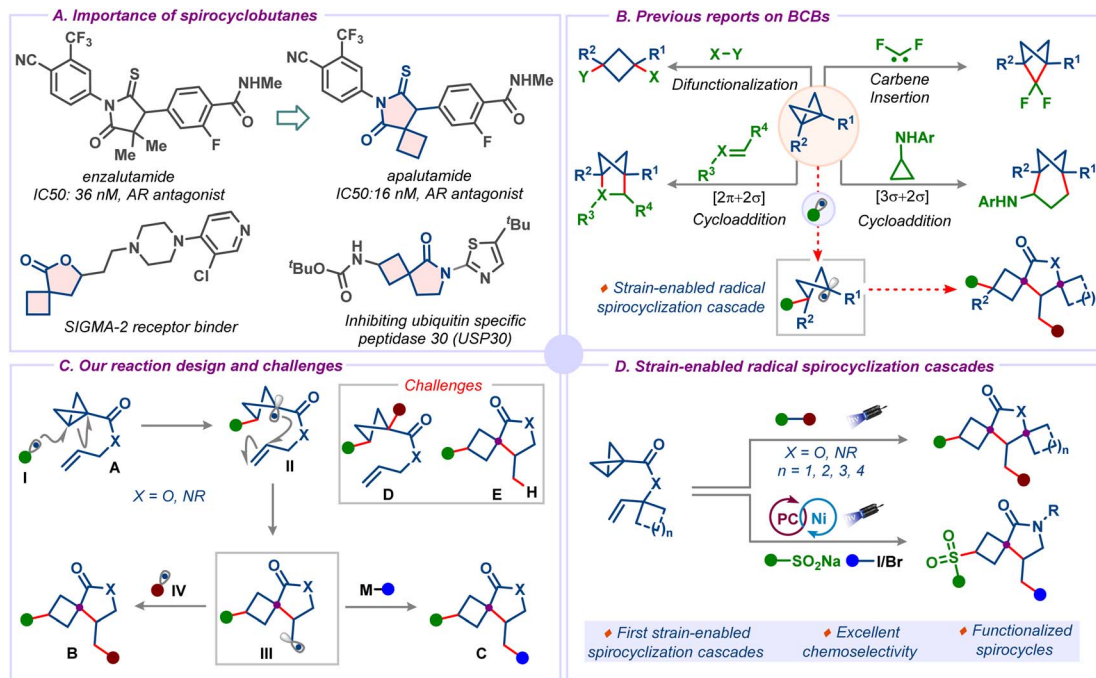 A. Importance of spirocyclobutanes
CF3
NC
S
N
O
Me
Me
O
NHMe
F
enzalutamide
IC50: 36 nM, AR antagonist
CF3
NC
S
N
O
O
NHMe
F
apalutamide
IC50:16 nM, AR antagonist
O
O
N
N
N
Cl
SIGMA-2 receptor binder
tBu
S
N
O
N
H
N
tBuO
O
Inhibiting ubiquitin specific
peptidase 30 (USP30)
B. Previous reports on BCBs
R2
R1
Y
X
X-Y
Difunctionalization
F
F
Carbene
Insertion
R2
R1
F
F
R1
R2
R2
R1
X
R3
R4
R4
X
R3
[2π+2σ]
Cycloaddition
NHAr
[3σ+2σ]
Cycloaddition
R2
R1
ArHN
♦ Strain-enabled radical
spirocyclization cascade
R1
R2
O
X
R2
( )n
C. Our reaction design and challenges
I
O
X
A
X = O, NR
O
X
II
Challenges
O
X
D
O
X
H
E
O
X
B
IV
O
X
III
M
O
X
C
D. Strain-enabled radical spirocyclization cascades
O
X
( )n
X = O, NR
n = 1, 2, 3, 4
O
X
( )n
PC
Ni
SO2Na
I/Br
O
R
N
O
S
O
♦ First strain-enabled
spirocyclization cascades
♦ Excellent
chemoselectivity
♦ Functionalized
spirocycles